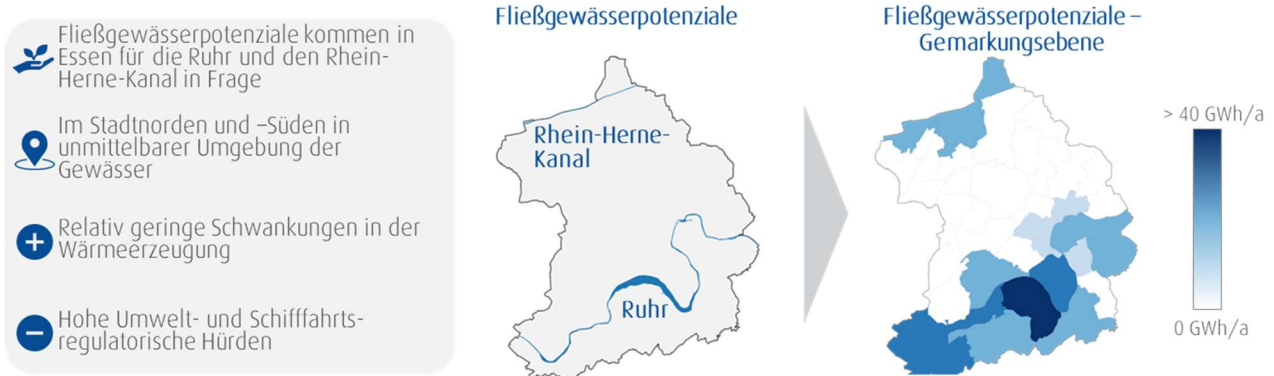 Fließgewässerpotenziale kommen in
Essen für die Ruhr und den Rhein-
Herne-Kanal in Frage
Im Stadtnorden und –Süden in
unmittelbarer Umgebung der
Gewässer
Relativ geringe Schwankungen in der
Wärmeerzeugung
Hohe Umwelt- und Schifffahrts-
regulatorische Hürden
Fließgewässerpotenziale
Rhein-Herne-
Kanal
Ruhr
Fließgewässerpotenziale –
Gemarkungsebene
> 40 GWh/a
0 GWh/a